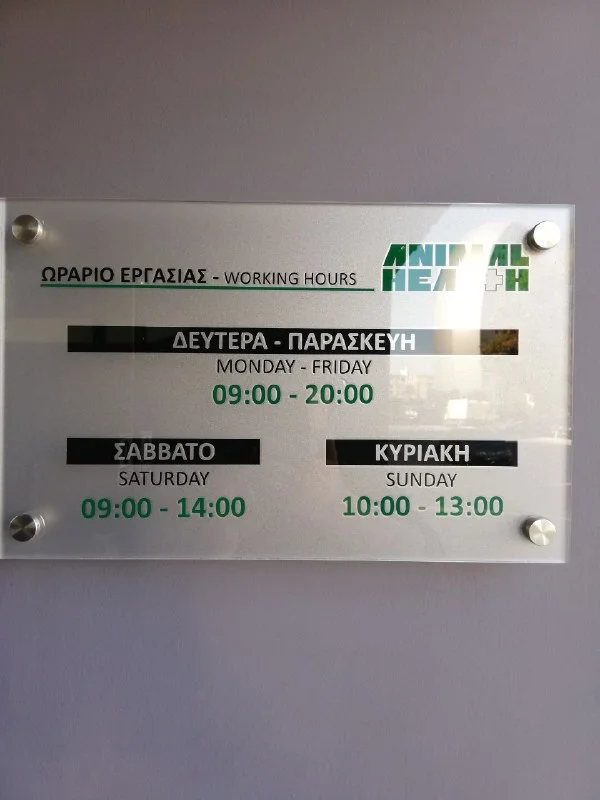 ΩΡΑΡΙΟ ΕΡΓΑΣΙΑΣ - WORKING HOURS
ANIMAL
HEALTH
ΔΕΥΤΕΡΑ - ΠΑΡΑΣΚΕΥΗ
MONDAY - FRIDAY
09:00 - 20:00
ΣΑΒΒΑΤΟ
SATURDAY
09:00 - 14:00
ΚΥΡΙΑΚΗ
SUNDAY
10:00 - 13:00